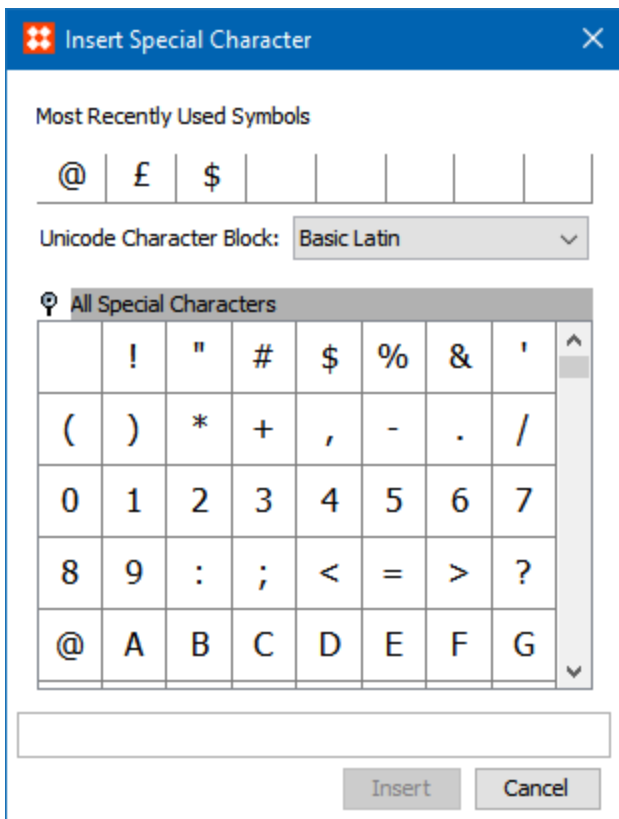 Insert Special Character
Most Recently Used Symbols
@ £ $
Unicode Character Block: Basic Latin
All Special Characters
! " # $ % & '
( ) * + , - . /
0 1 2 3 4 5 6 7
8 9 : ; < = > ?
@ A B C D E F G
Insert Cancel